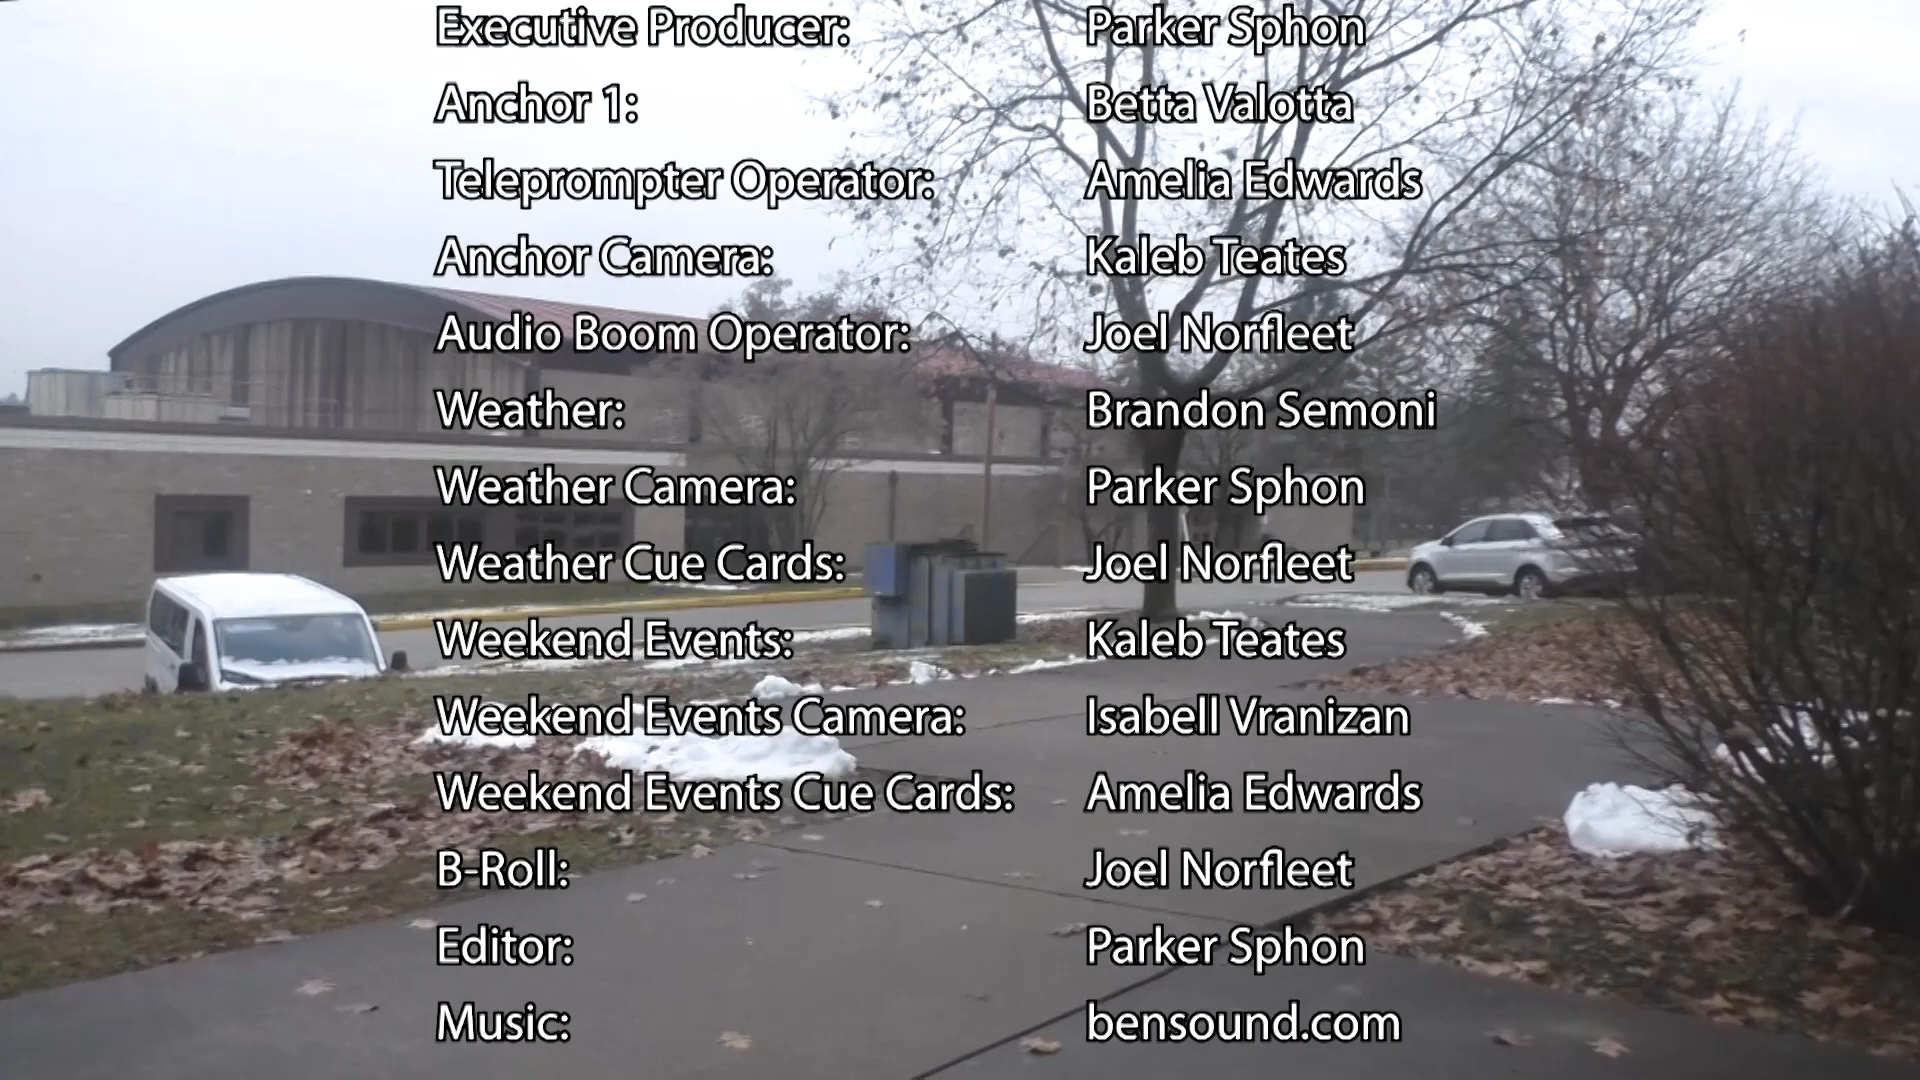 Executive Producer: Parker Sphon
Anchor 1: Betta Valotta
Teleprompter Operator: Amelia Edwards
Anchor Camera: Kaleb Teates
Audio Boom Operator: Joel Norfleet
Weather: Brandon Semoni
Weather Camera: Parker Sphon
Weather Cue Cards: Joel Norfleet
Weekend Events: Kaleb Teates
Weekend Events Camera: Isabell Vranizan
Weekend Events Cue Cards: Amelia Edwards
B-Roll: Joel Norfleet
Editor: Parker Sphon
Music: bensound.com